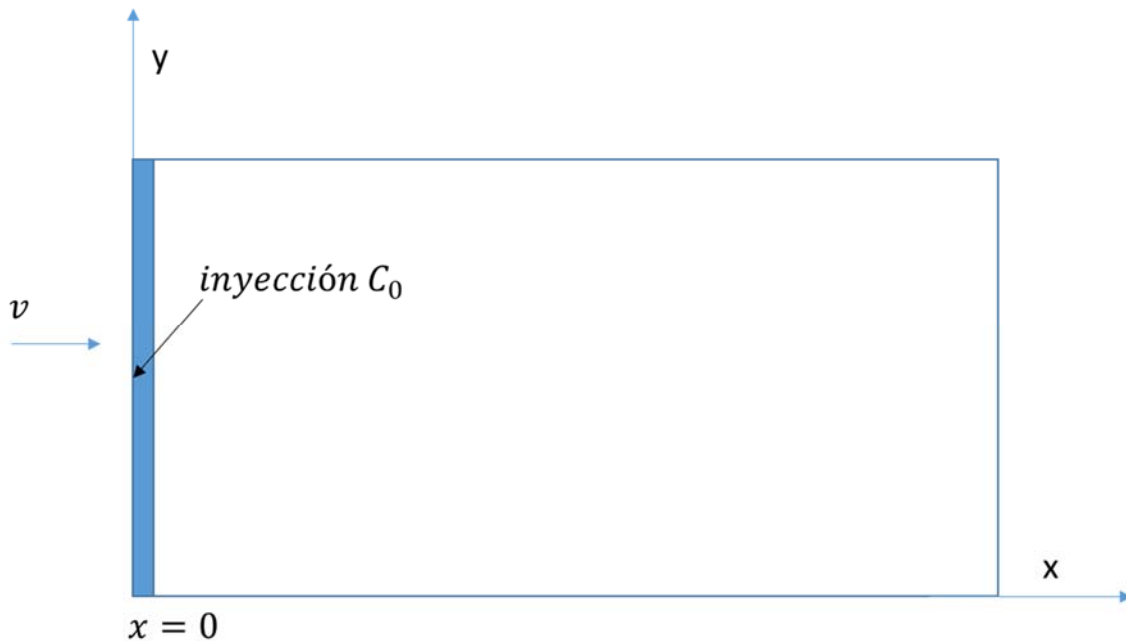 y
inyección C₀
v
x
x = 0